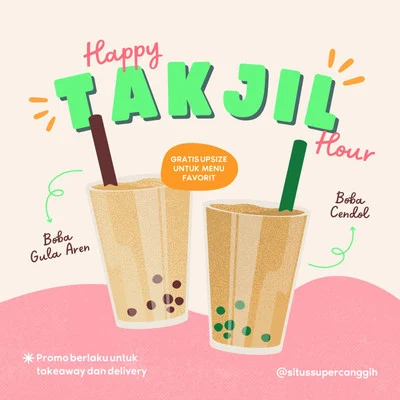 Happy
TAKJIL
Hour
GRATIS UPSIZE
UNTUK MENU
FAVORIT
Boba
Gula Aren
Boba
Cendol
Promo berlaku untuk
takeaway dan delivery
@situssupercanggih